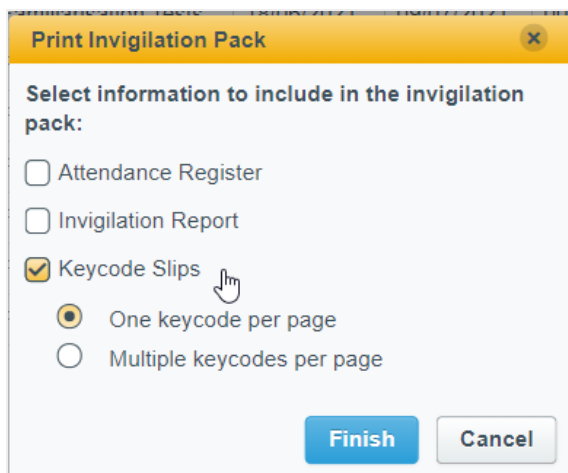 Print Invigilation Pack
Select information to include in the invigilation
pack:
Attendance Register
Invigilation Report
Keycode Slips
One keycode per page
Multiple keycodes per page
Finish Cancel